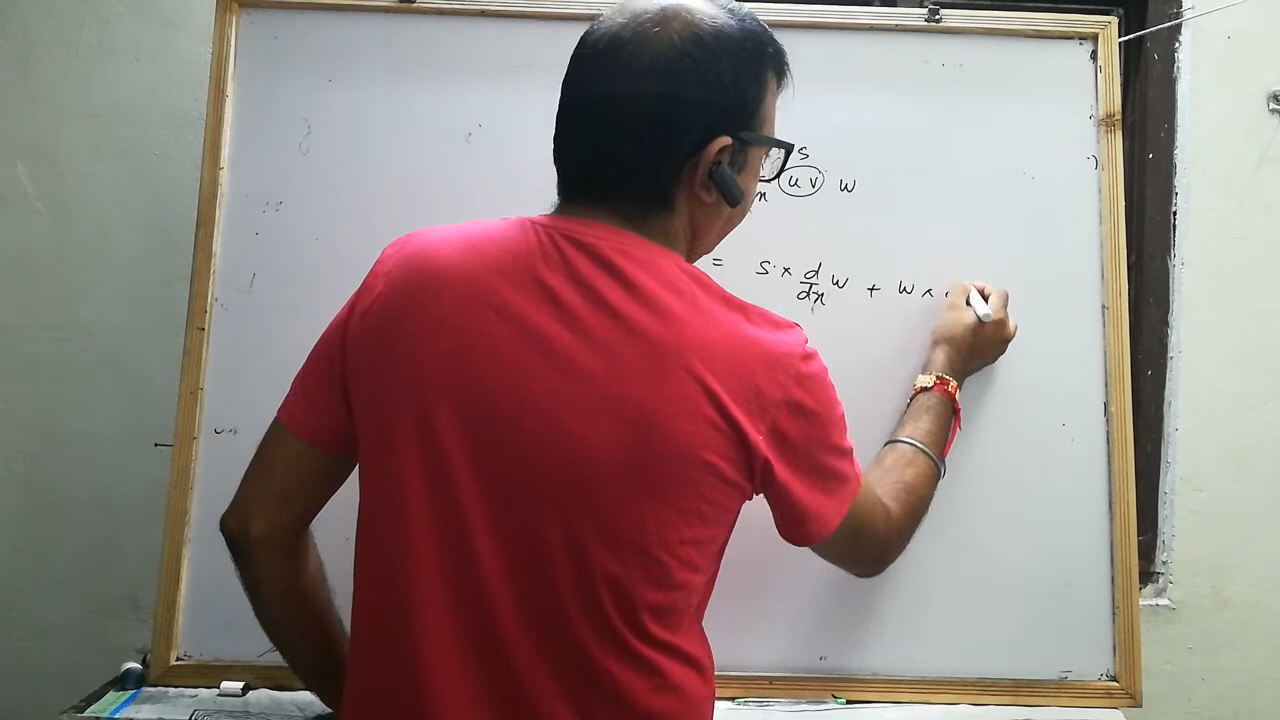 s
uv w
= s × d/dx w + w ×